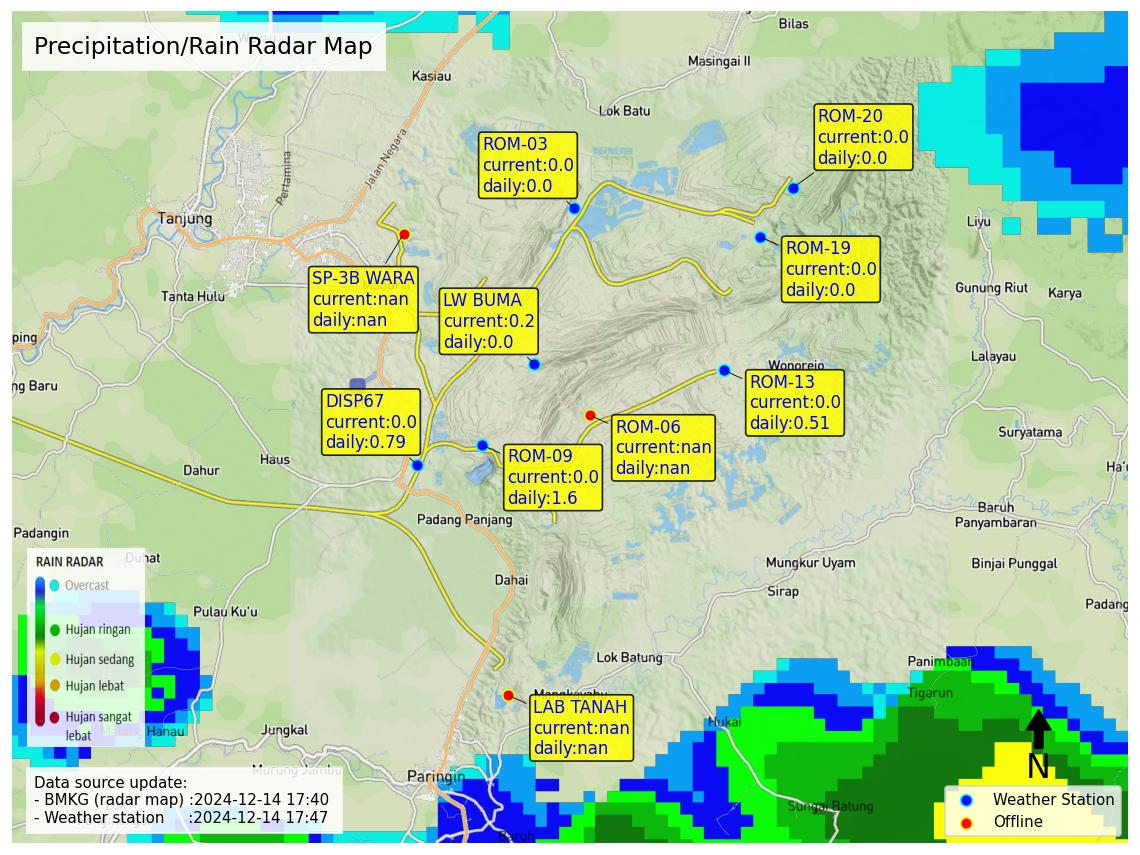 Precipitation/Rain Radar Map
Bilas
Masingai II
Kasiau
Lok Batu
ROM-20
current:0.0
daily:0.0
ROM-03
current:0.0
daily:0.0
Jalan Negara
Pertamina
Tanjung
Liyu
ROM-19
current:0.0
daily:0.0
SP-3B WARA
current:nan
daily:nan
Tanta Hulu
LW BUMA
current:0.2
daily:0.0
Gunung Riut
Karya
ping
Lalayau
Wonorejo
ng Baru
ROM-13
current:0.0
daily:0.51
DISP67
current:0.0
daily:0.79
ROM-06
current:nan
daily:nan
Suryatama
ROM-09
current:0.0
daily:1.6
Haus
Dahur
Ha'u
Baruh
Panyambaran
Padang Panjang
Padangin
Duhat
Mungkur Uyam
Binjai Punggal
Dahai
Sirap
Padang
Pulau Ku'u
RAIN RADAR
Overcast
Hujan ringan
Hujan sedang
Hujan lebat
Hujan sangat
lebat
Lok Batung
Panimbaan
Tigarun
Mangkayahu
LAB TANAH
current:nan
daily:nan
Hukai
Hanau
Jungkal
Murung Jambu
Paringin
N
Sungai Batung
Baruh
Data source update:
- BMKG (radar map) :2024-12-14 17:40
- Weather station :2024-12-14 17:47
Weather Station
Offline